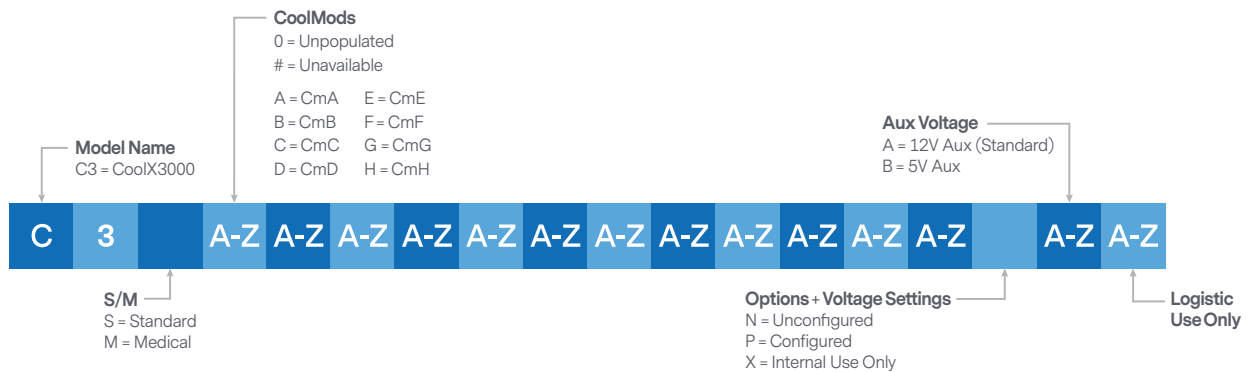 CoolMods
0 = Unpopulated
# = Unavailable
A = CmA E = CmE
B = CmB F = CmF
C = CmC G = CmG
D = CmD H = CmH
Model Name
C3 = CoolX3000
Aux Voltage
A = 12V Aux (Standard)
B = 5V Aux
C 3 A-Z A-Z A-Z A-Z A-Z A-Z A-Z A-Z A-Z A-Z A-Z A-Z A-Z A-Z
S/M
S = Standard
M = Medical
Options + Voltage Settings
N = Unconfigured
P = Configured
X = Internal Use Only
Logistic
Use Only